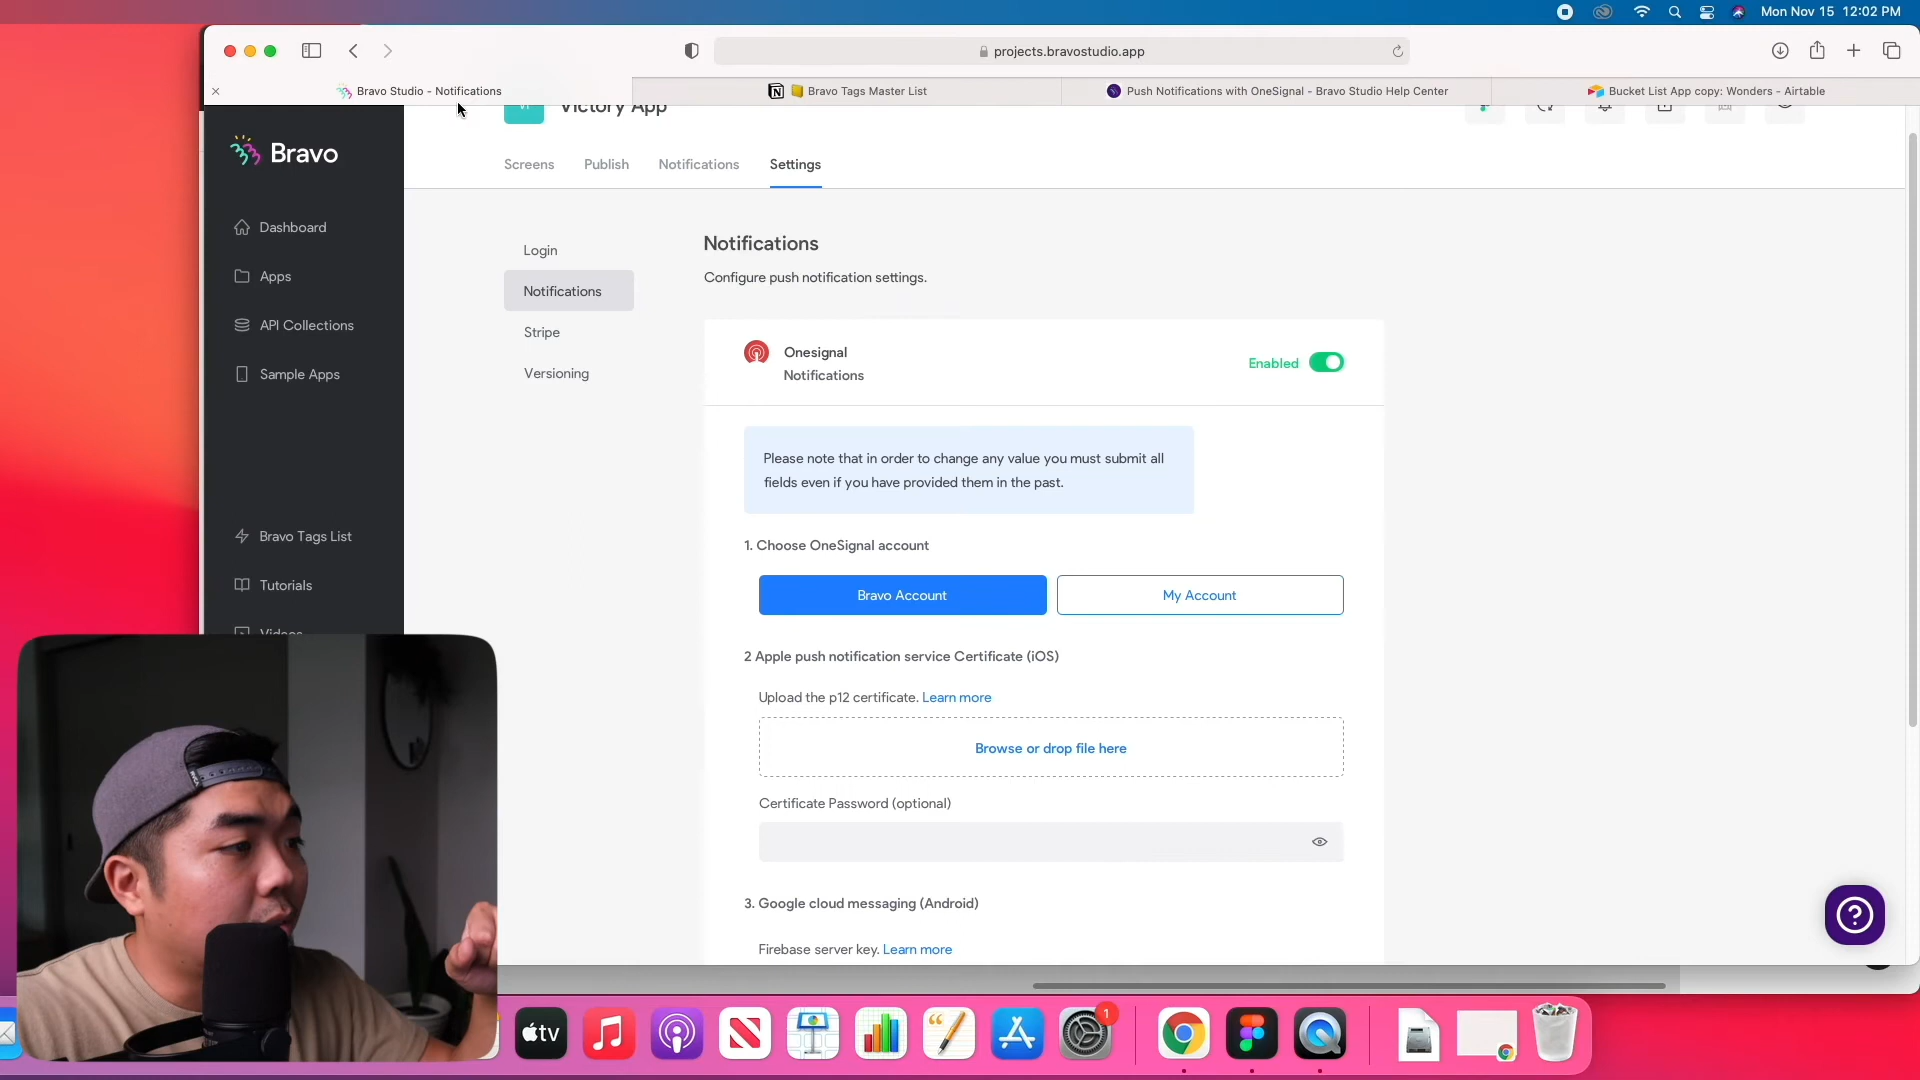 Mon Nov 15 12:02 PM
projects.bravostudio.app
Bravo Studio - Notifications
Bravo Tags Master List
Push Notifications with OneSignal - Bravo Studio Help Center
Bucket List App copy: Wonders - Airtable
Victory App
Bravo
Screens
Publish
Notifications
Settings
Dashboard
Apps
API Collections
Sample Apps
Bravo Tags List
Tutorials
Videos
Login
Notifications
Stripe
Versioning
Notifications
Configure push notification settings.
Onesignal
Notifications
Enabled
Please note that in order to change any value you must submit all
fields even if you have provided them in the past.
1. Choose OneSignal account
Bravo Account
My Account
2 Apple push notification service Certificate (iOS)
Upload the p12 certificate. Learn more
Browse or drop file here
Certificate Password (optional)
3. Google cloud messaging (Android)
Firebase server key. Learn more
tv
1